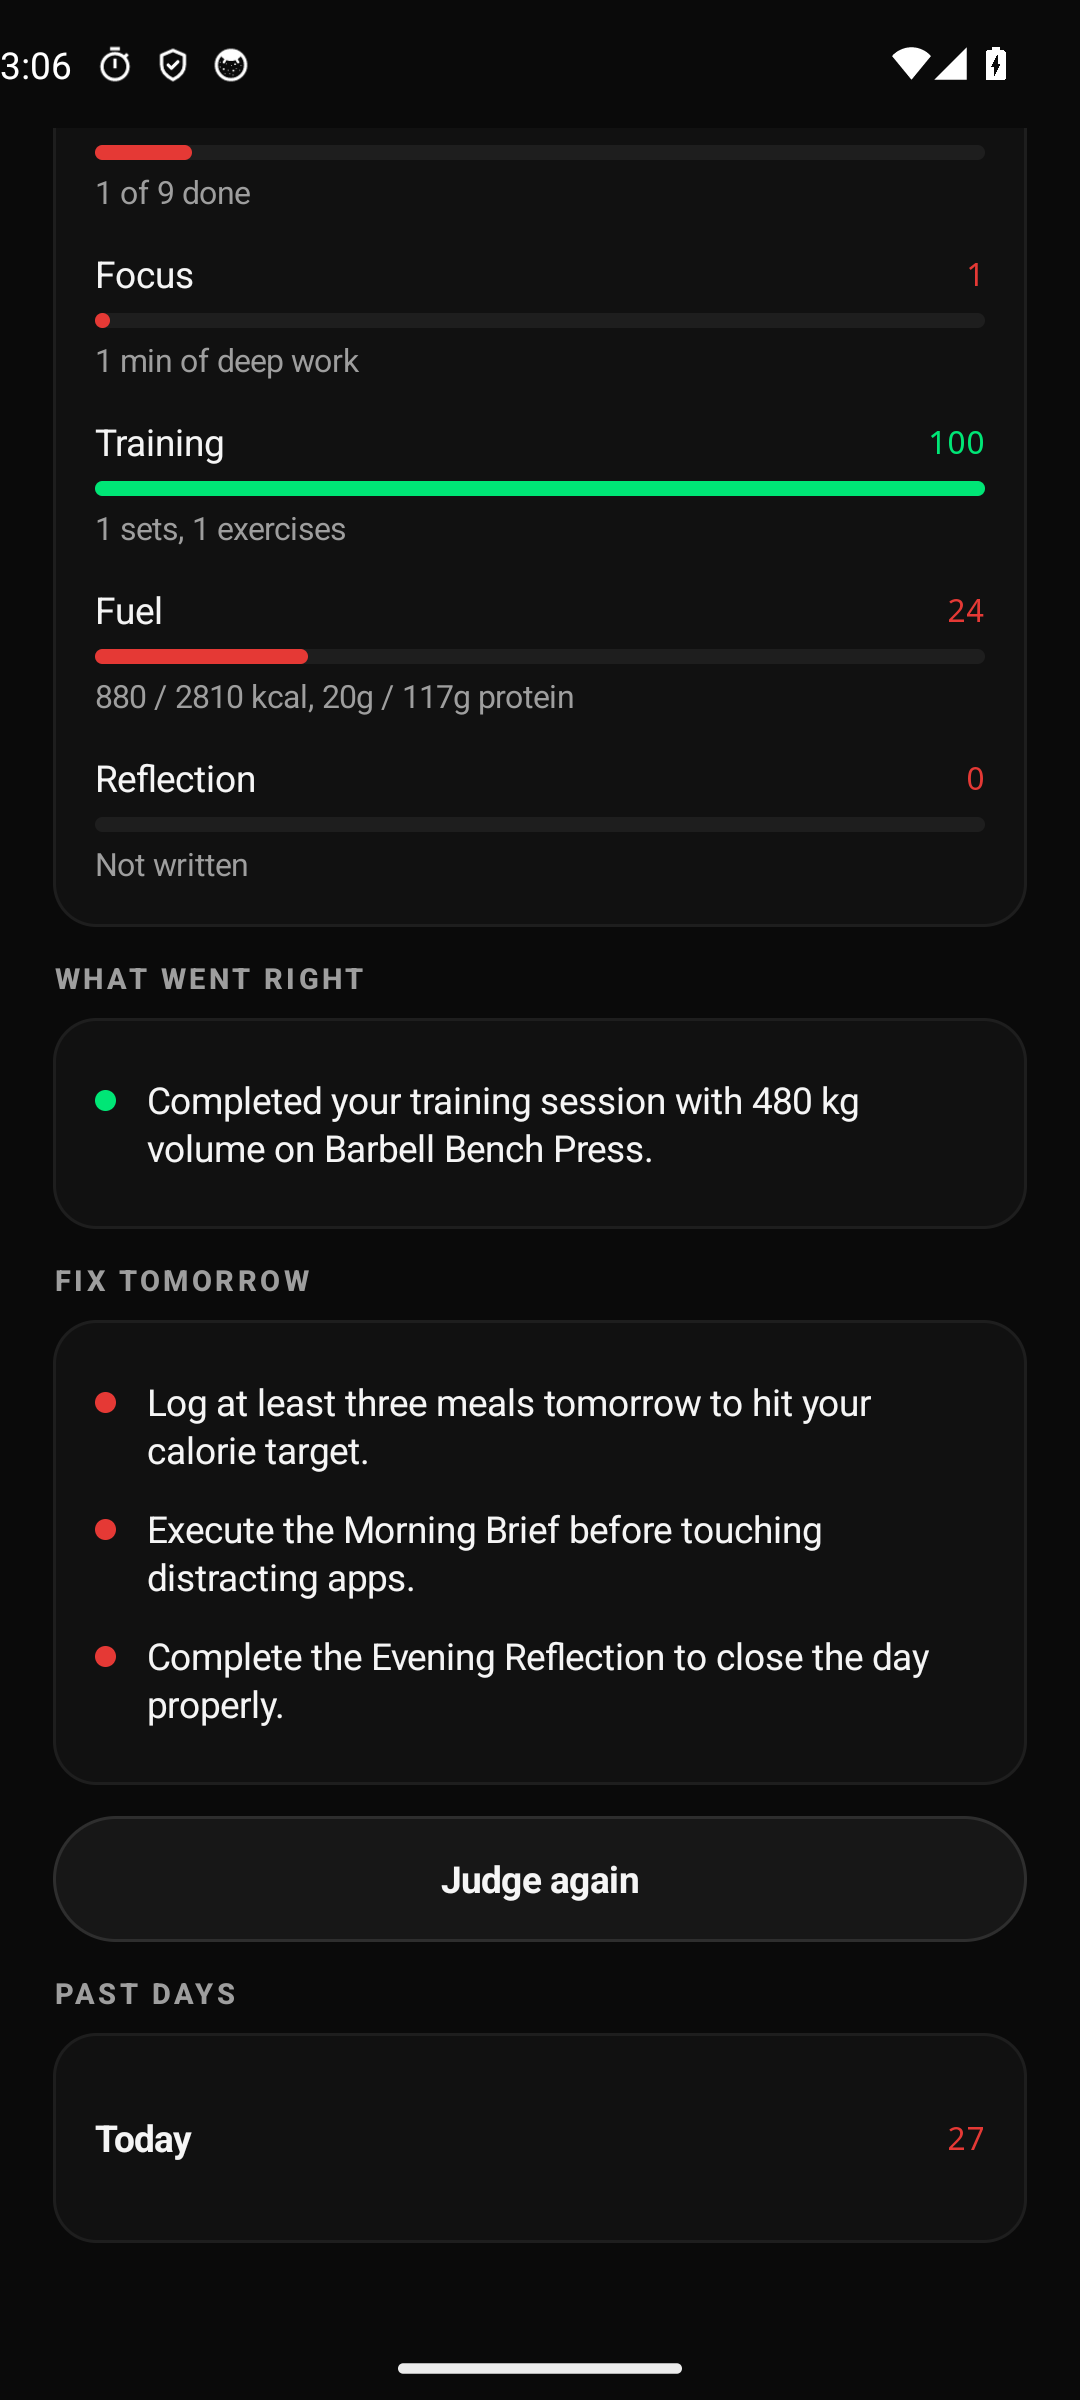 3:06
1 of 9 done
Focus 1
1 min of deep work
Training 100
1 sets, 1 exercises
Fuel 24
880 / 2810 kcal, 20g / 117g protein
Reflection 0
Not written
WHAT WENT RIGHT
Completed your training session with 480 kg
volume on Barbell Bench Press.
FIX TOMORROW
Log at least three meals tomorrow to hit your
calorie target.
Execute the Morning Brief before touching
distracting apps.
Complete the Evening Reflection to close the day
properly.
Judge again
PAST DAYS
Today 27